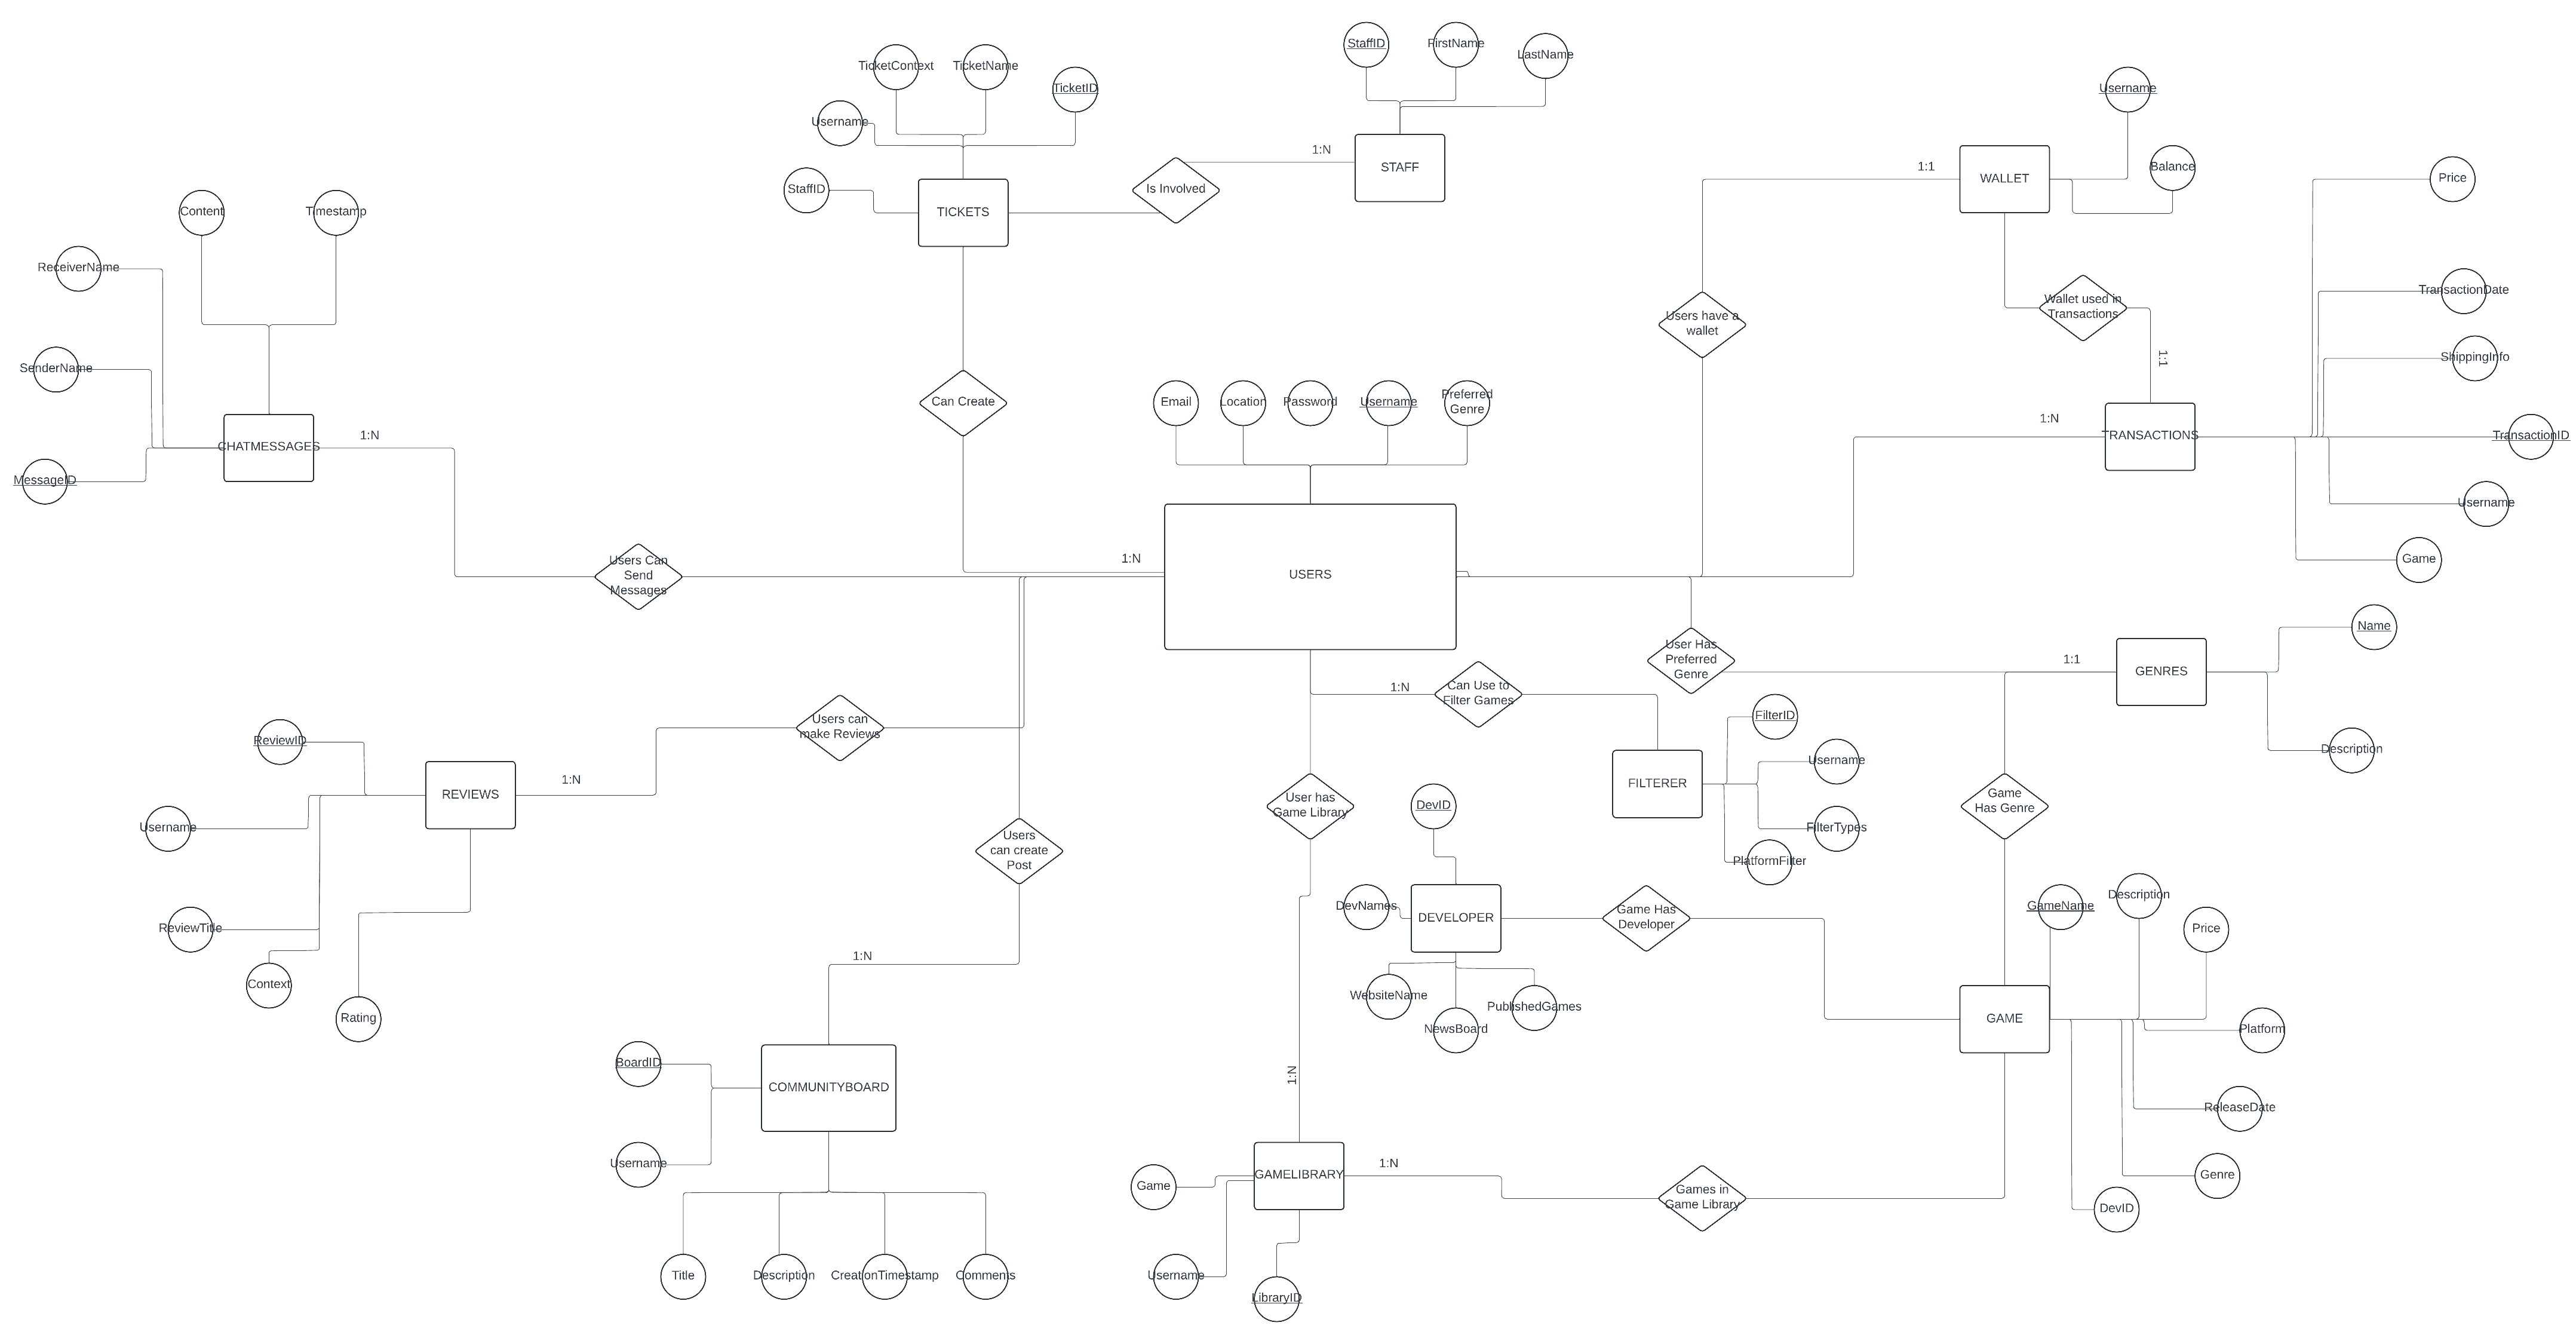 StaffID
FirstName
LastName
TicketContext
TicketName
TicketID
Username
Username
1:N
STAFF
Is Involved
StaffID
TICKETS
1:1
WALLET
Balance
Price
Content
Timestamp
ReceiverName
Wallet used in
Transactions
TransactionDate
Users have a
wallet
1:1
ShippingInfo
SenderName
Can Create
Email
Location
Password
Username
Preferred
Genre
1:N
TRANSACTIONS
TransactionID
1:N
CHATMESSAGES
MessageID
Username
Game
Users Can
Send
Messages
1:N
USERS
Name
User Has
Preferred
Genre
1:1
GENRES
1:N
Can Use to
Filter Games
Description
FilterID
Users can
make Reviews
ReviewID
1:N
REVIEWS
Username
Username
FILTERER
FilterTypes
PlatformFilter
User has
Game Library
DevID
Game
Has Genre
Users
can create
Post
ReviewTitle
DevNames
DEVELOPER
Game Has
Developer
GameName
Description
Price
1:N
Context
Rating
WebsiteName
NewsBoard
PublishedGames
GAME
Platform
BoardID
COMMUNITYBOARD
1:N
ReleaseDate
Username
Game
GAMELIBRARY
1:N
Games in
Game Library
Genre
DevID
Title
Description
CreationTimestamp
Comments
Username
LibraryID